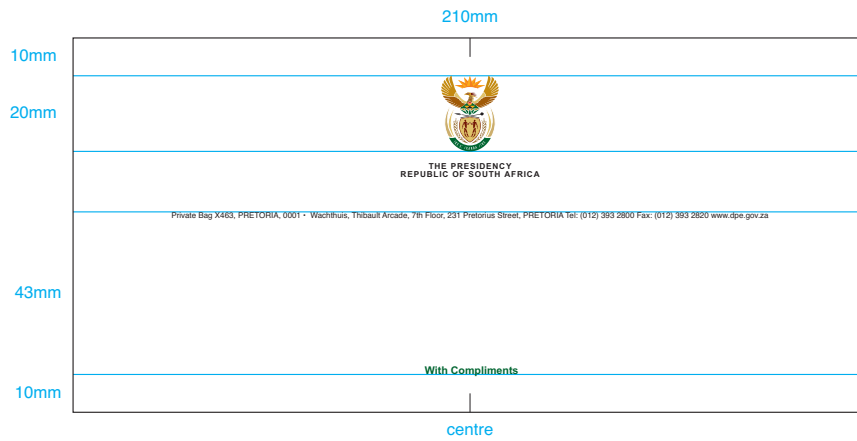 210mm
10mm
20mm
THE PRESIDENCY
REPUBLIC OF SOUTH AFRICA
Private Bag X463, PRETORIA, 0001 • Wachthuis, Thibault Arcade, 7th Floor, 231 Pretorius Street, PRETORIA Tel: (012) 393 2800 Fax: (012) 393 2820 www.dpe.gov.za
43mm
With Compliments
10mm
centre